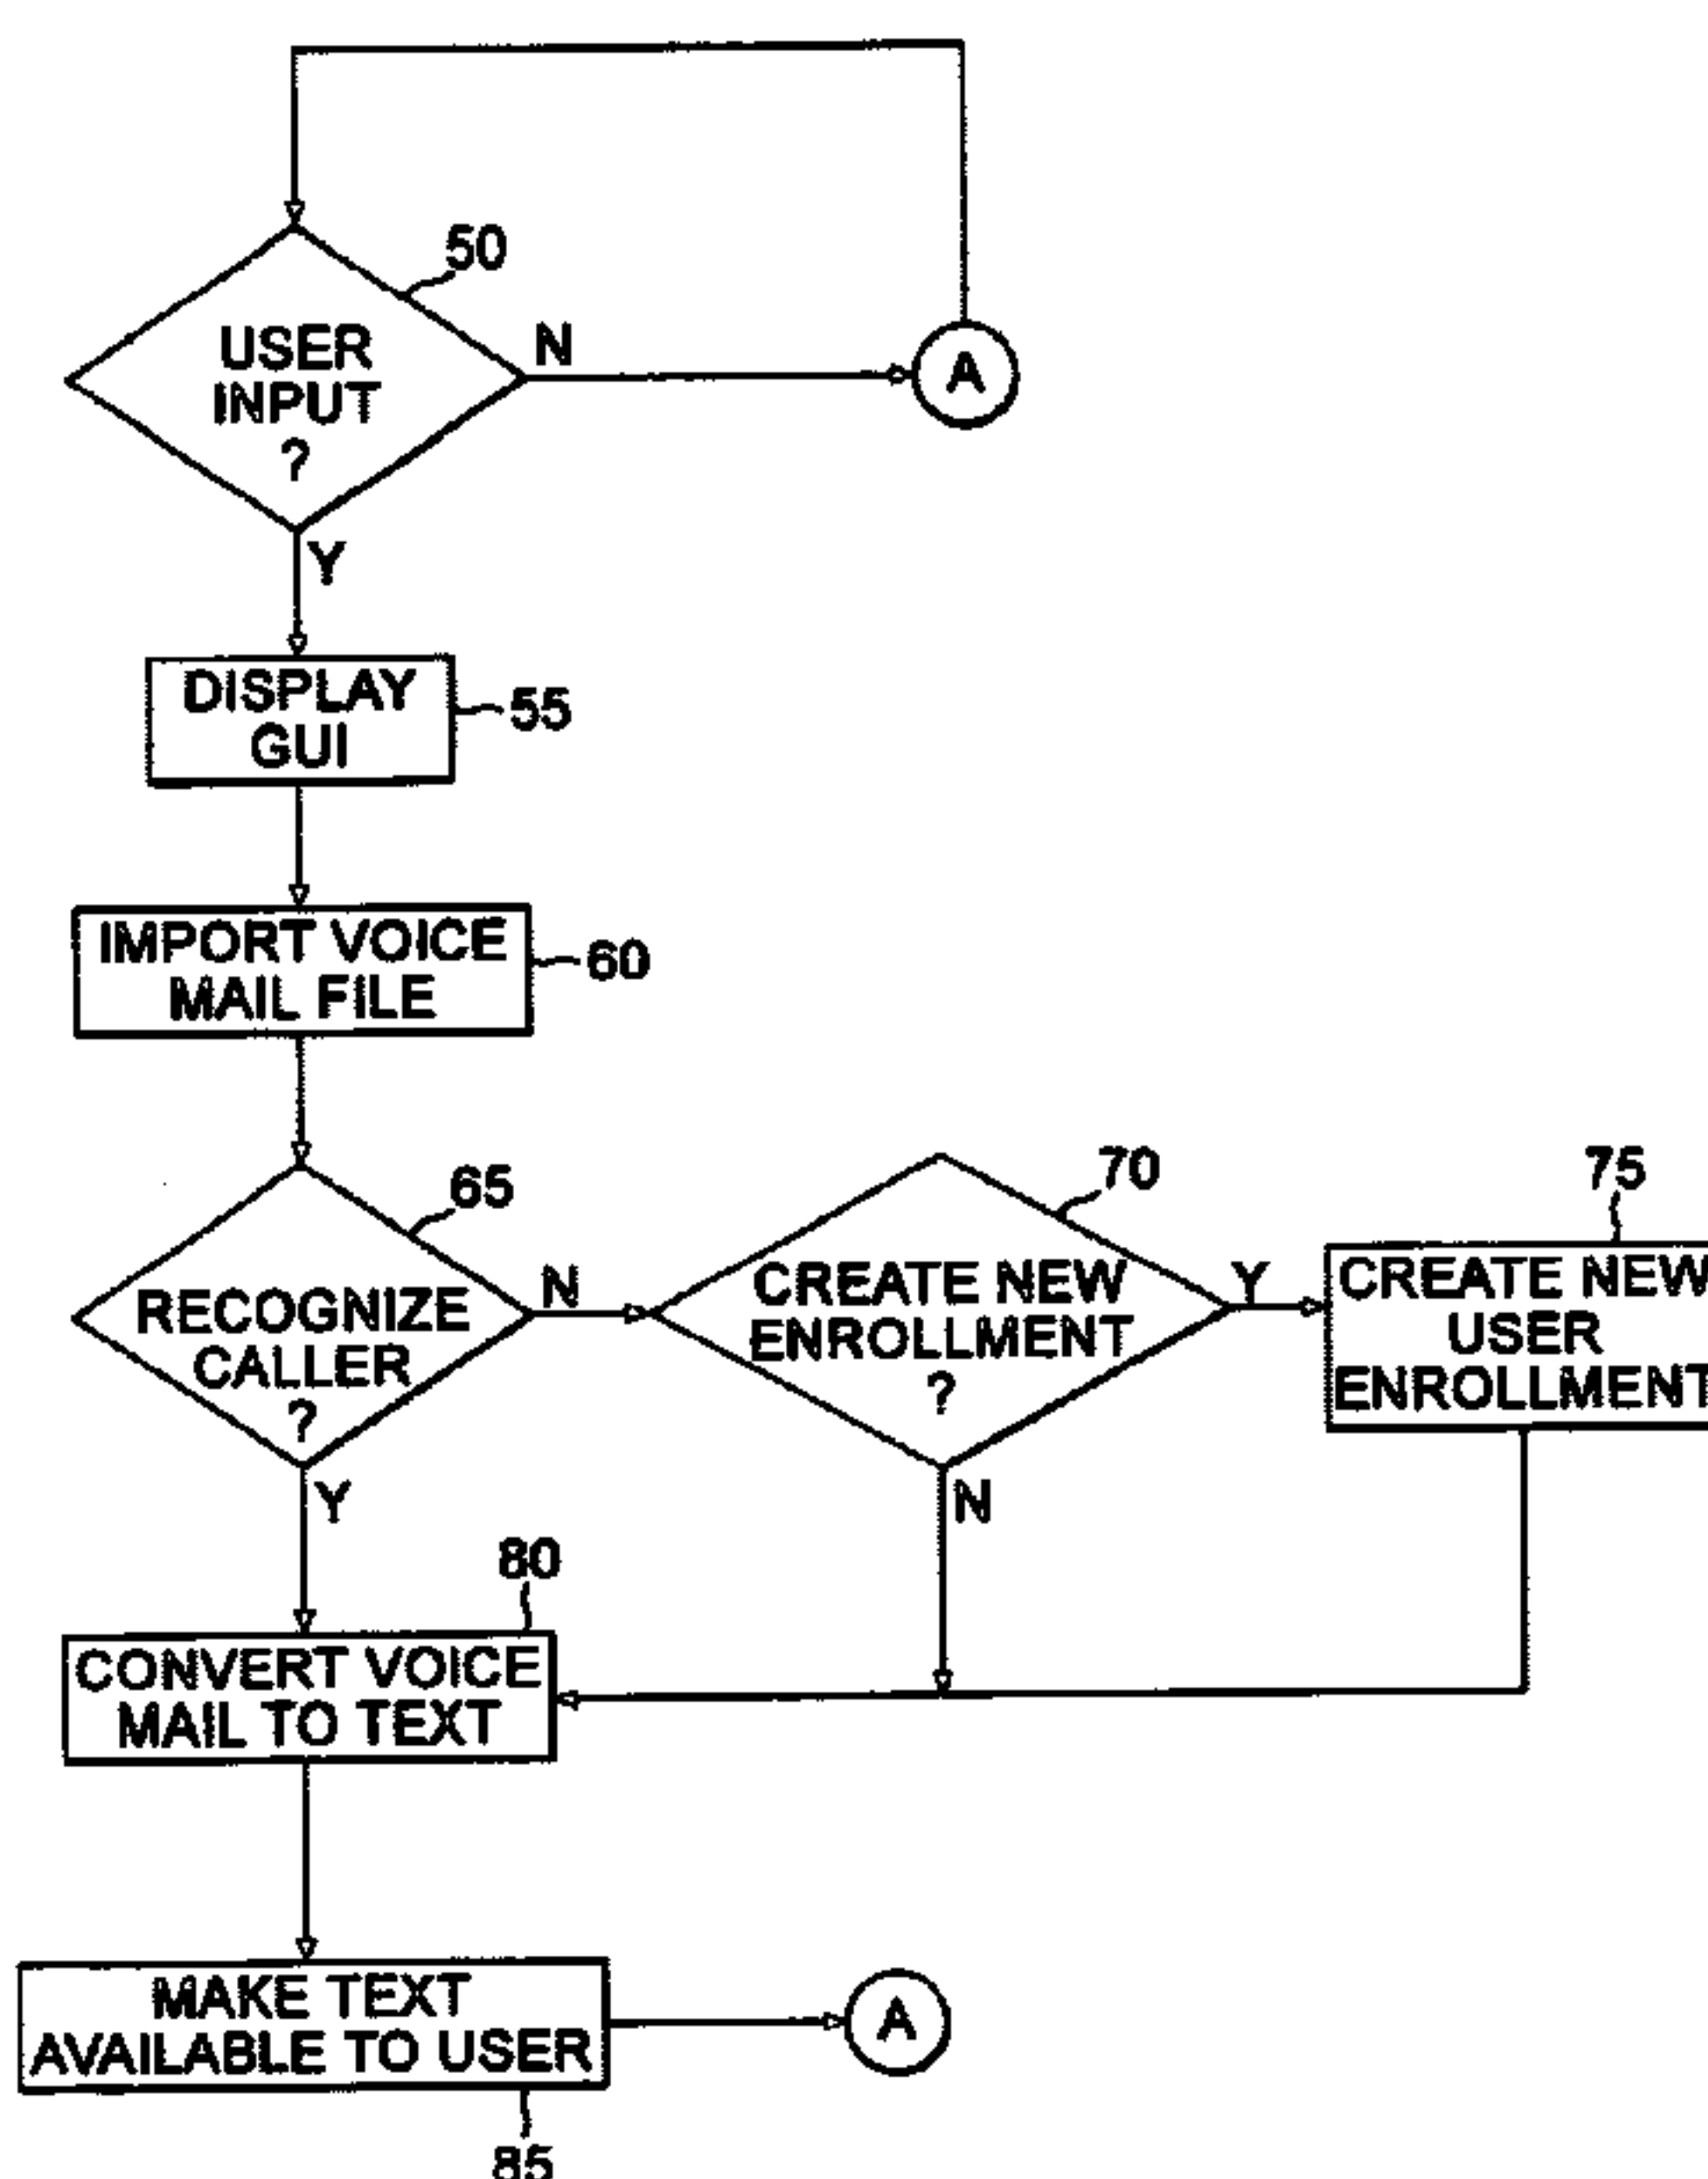 50
USER
INPUT
?
N
A
Y
DISPLAY
GUI
55
IMPORT VOICE
MAIL FILE
60
65
RECOGNIZE
CALLER
?
N
Y
70
CREATE NEW
ENROLLMENT
?
Y
N
75
CREATE NEW
USER
ENROLLMENT
80
CONVERT VOICE
MAIL TO TEXT
MAKE TEXT
AVAILABLE TO USER
A
85